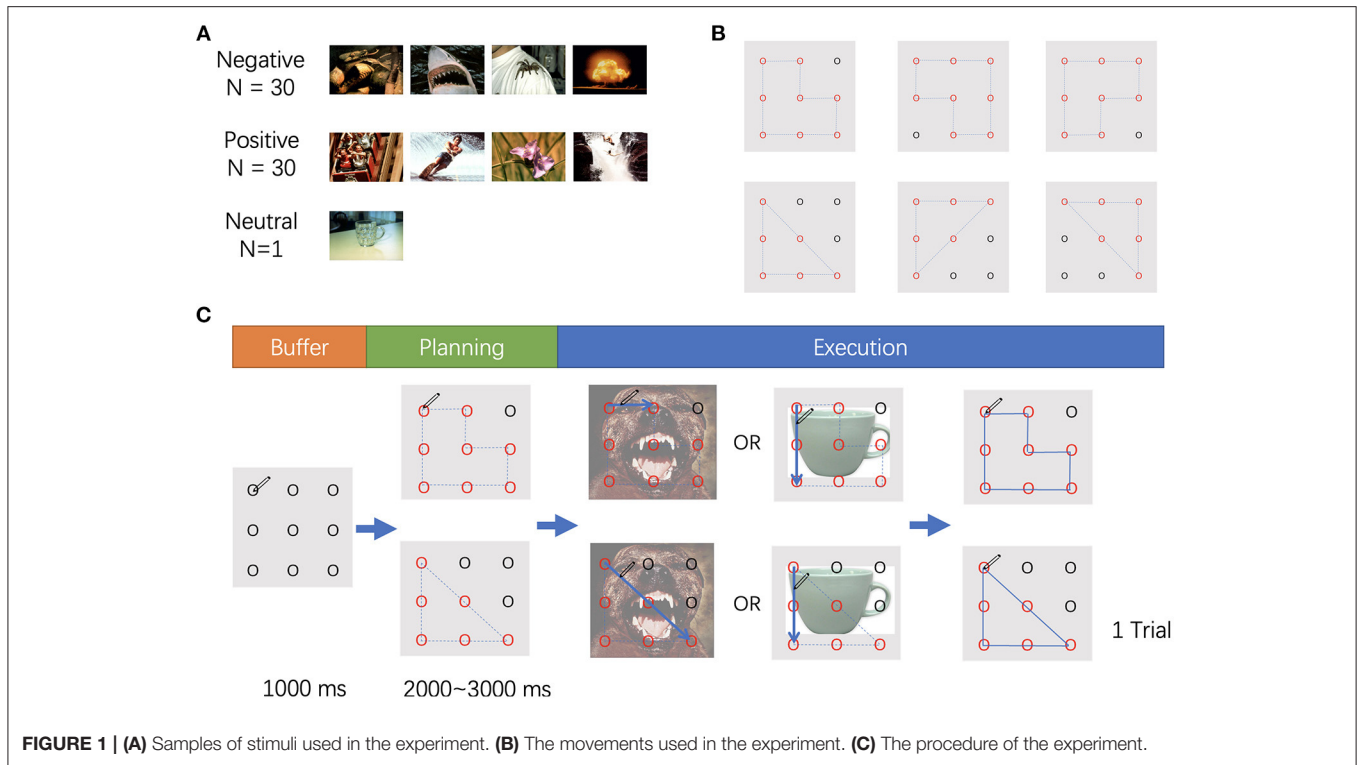 A
Negative
N = 30
Positive
N = 30
Neutral
N=1
B
C
Buffer
Planning
Execution
OR
OR
1 Trial
1000 ms
2000~3000 ms
FIGURE 1 | (A) Samples of stimuli used in the experiment. (B) The movements used in the experiment. (C) The procedure of the experiment.